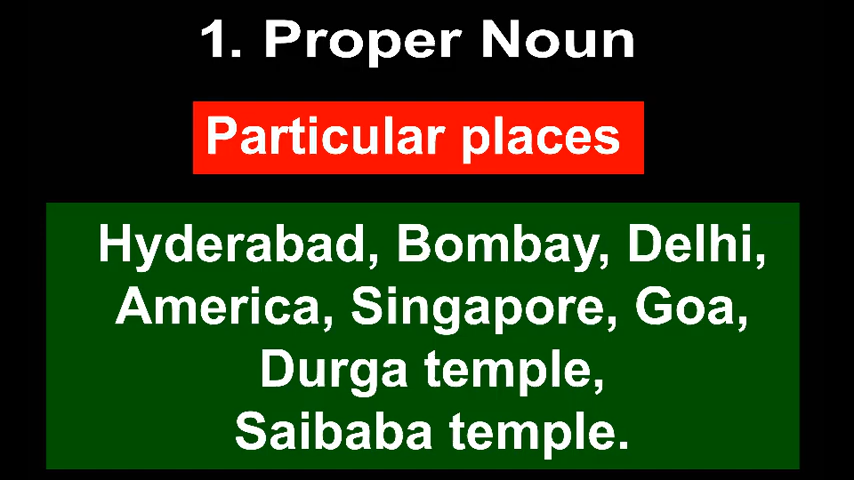 1. Proper Noun
Particular places
Hyderabad, Bombay, Delhi,
America, Singapore, Goa,
Durga temple,
Saibaba temple.